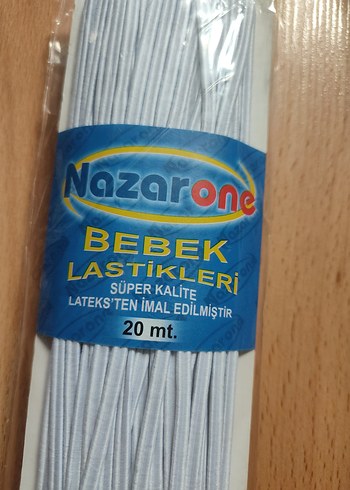 Nazarone
BEBEK
LASTİKLERİ
SÜPER KALİTE
LATEKS'TEN İMAL EDİLMİŞTİR
20 mt.